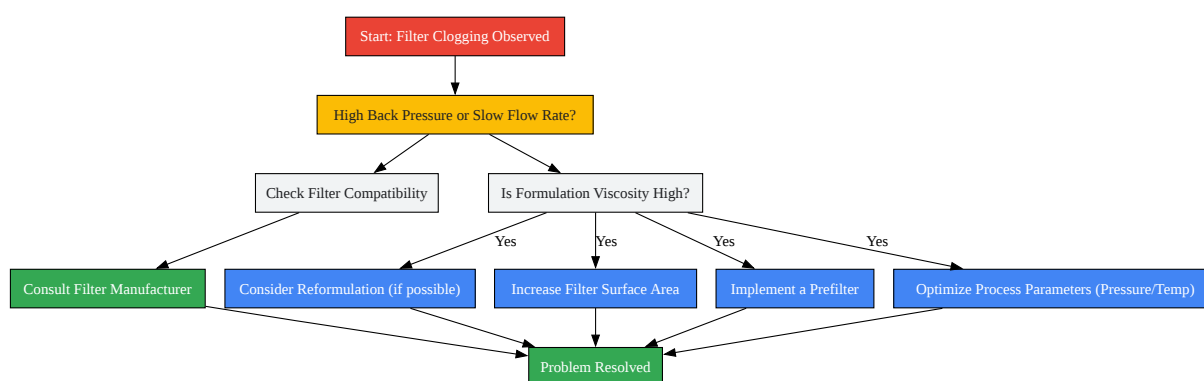 Start: Filter Clogging Observed
High Back Pressure or Slow Flow Rate?
Check Filter Compatibility
Is Formulation Viscosity High?
Yes
Yes
Yes
Yes
Consult Filter Manufacturer
Consider Reformulation (if possible)
Increase Filter Surface Area
Implement a Prefilter
Optimize Process Parameters (Pressure/Temp)
Problem Resolved